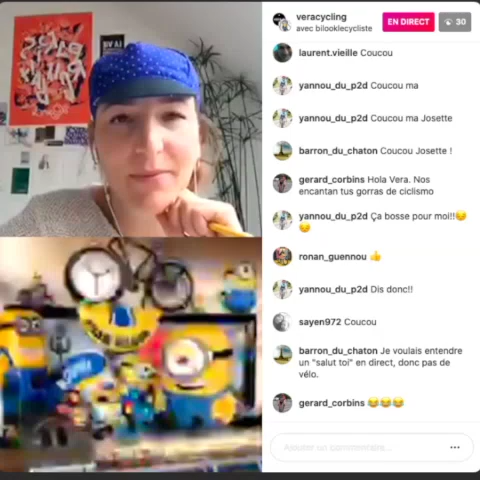 veracycling
avec bilooklecycliste
EN DIRECT
30
laurent.vieille Coucou
yannou_du_p2d Coucou ma
yannou_du_p2d Coucou ma Josette
barron_du_chaton Coucou Josette !
gerard_corbins Hola Vera. Nos
encantan tus gorras de ciclismo
yannou_du_p2d Ça bosse pour moi!!😏
😏
ronan_guennou 👍
yannou_du_p2d Dis donc!!
sayen972 Coucou
barron_du_chaton Je voulais entendre
un "salut toi" en direct, donc pas de
vélo.
gerard_corbins 😂😂😂
Ajouter un commentaire...